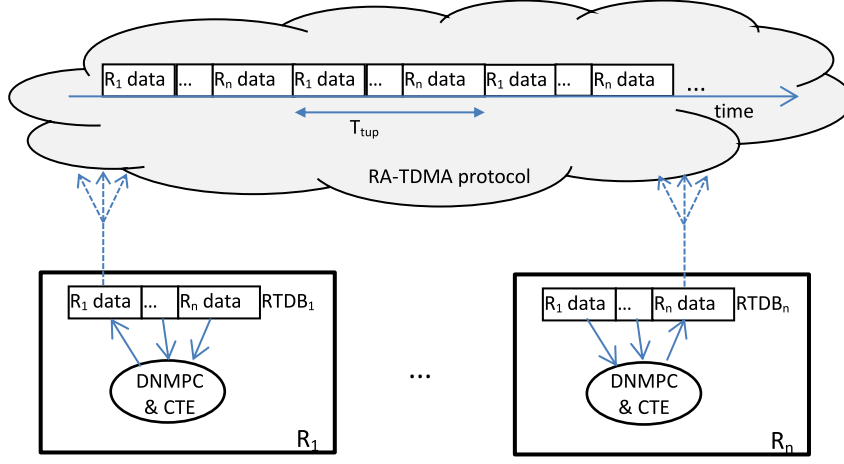 R₁ data ... Rₙ data R₁ data ... Rₙ data R₁ data ... Rₙ data ...
time
T_tup
RA-TDMA protocol
R₁ data ... Rₙ data RTDB₁
R₁ data ... Rₙ data RTDBₙ
DNMPC
& CTE
...
DNMPC
& CTE
R₁
Rₙ